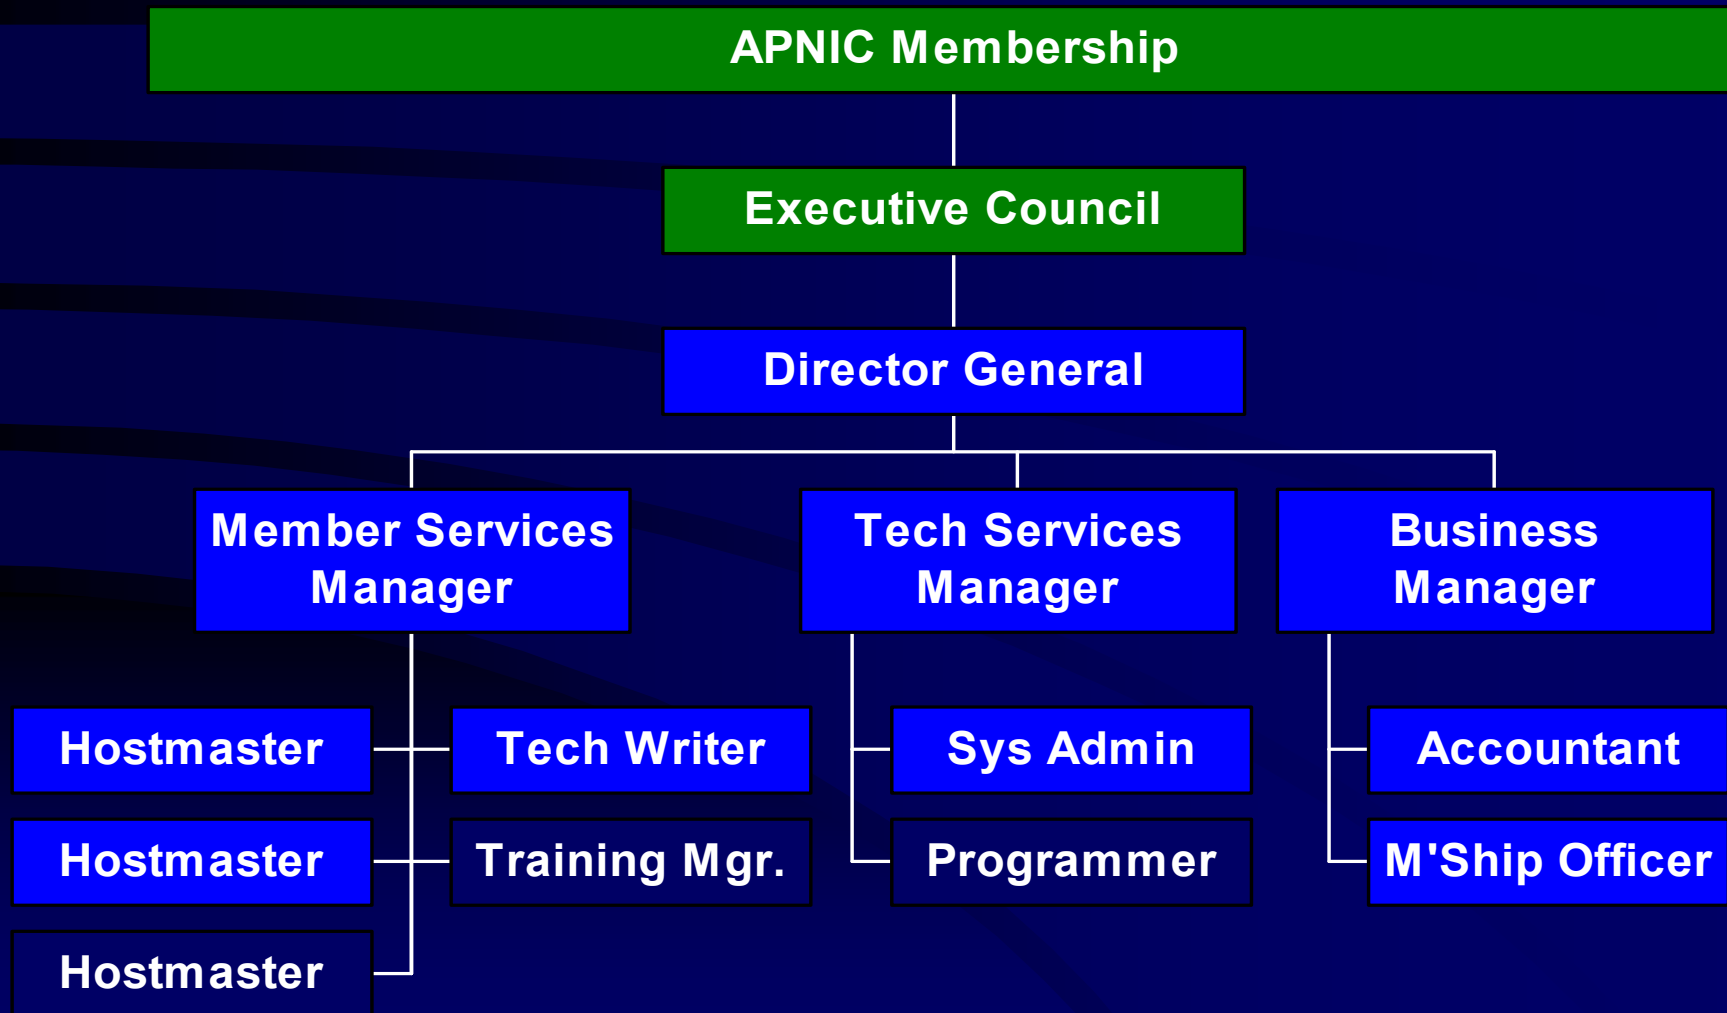 APNIC Membership
Executive Council
Director General
Member Services
Manager
Tech Services
Manager
Business
Manager
Hostmaster
Tech Writer
Sys Admin
Accountant
Hostmaster
Training Mgr.
Programmer
M'Ship Officer
Hostmaster